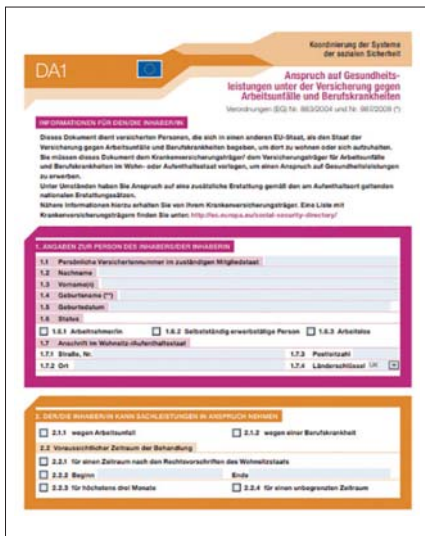 Koordinierung der Systeme
der sozialen Sicherheit
DA1
Anspruch auf Gesundheits-
leistungen unter der Versicherung gegen
Arbeitsunfälle und Berufskrankheiten
Verordnungen (EG) Nr. 883/2004 und Nr. 987/2009 (*)
INFORMATIONEN FÜR DEN/DIE INHABER/IN
Dieses Dokument dient versicherten Personen, die sich in einen anderen EU-Staat, als den Staat der
Versicherung gegen Arbeitsunfälle und Berufskrankheiten begeben, um dort zu wohnen oder sich aufzuhalten.
Sie müssen dieses Dokument dem Krankenversicherungsträger/ dem Versicherungsträger für Arbeitsunfälle
und Berufskrankheiten im Wohn- oder Aufenthaltsstaat vorlegen, um einen Anspruch auf Gesundheitsleistungen
zu erwerben.
Unter Umständen haben Sie Anspruch auf eine zusätzliche Erstattung gemäß den am Aufenthaltsort geltenden
nationalen Erstattungssätzen.
Nähere Informationen hierzu erhalten Sie von Ihrem Krankenversicherungsträger. Eine Liste mit
Krankenversicherungsträgern finden Sie unter: http://ec.europa.eu/social-security-directory/
1. ANGABEN ZUR PERSON DES INHABERS/DER INHABERIN
1.1 Persönliche Versichertennummer im zuständigen Mitgliedstaat
1.2 Nachname
1.3 Vorname(n)
1.4 Geburtsname (**)
1.5 Geburtsdatum
1.6 Status
1.6.1 Arbeitnehmer/in 1.6.2 Selbstständig erwerbstätige Person 1.6.3 Arbeitslos
1.7 Anschrift im Wohnsitz-/Aufenthaltsstaat
1.7.1 Straße, Nr. 1.7.3 Postleitzahl
1.7.2 Ort 1.7.4 Länderschlüssel UK
2. DER/DIE INHABER/IN KANN SACHLEISTUNGEN IN ANSPRUCH NEHMEN
2.1.1 wegen Arbeitsunfall 2.1.2 wegen einer Berufskrankheit
2.2 Voraussichtlicher Zeitraum der Behandlung
2.2.1 für einen Zeitraum nach den Rechtsvorschriften des Wohnsitzstaats
2.2.2 Beginn Ende
2.2.3 für höchstens drei Monate 2.2.4 für einen unbegrenzten Zeitraum